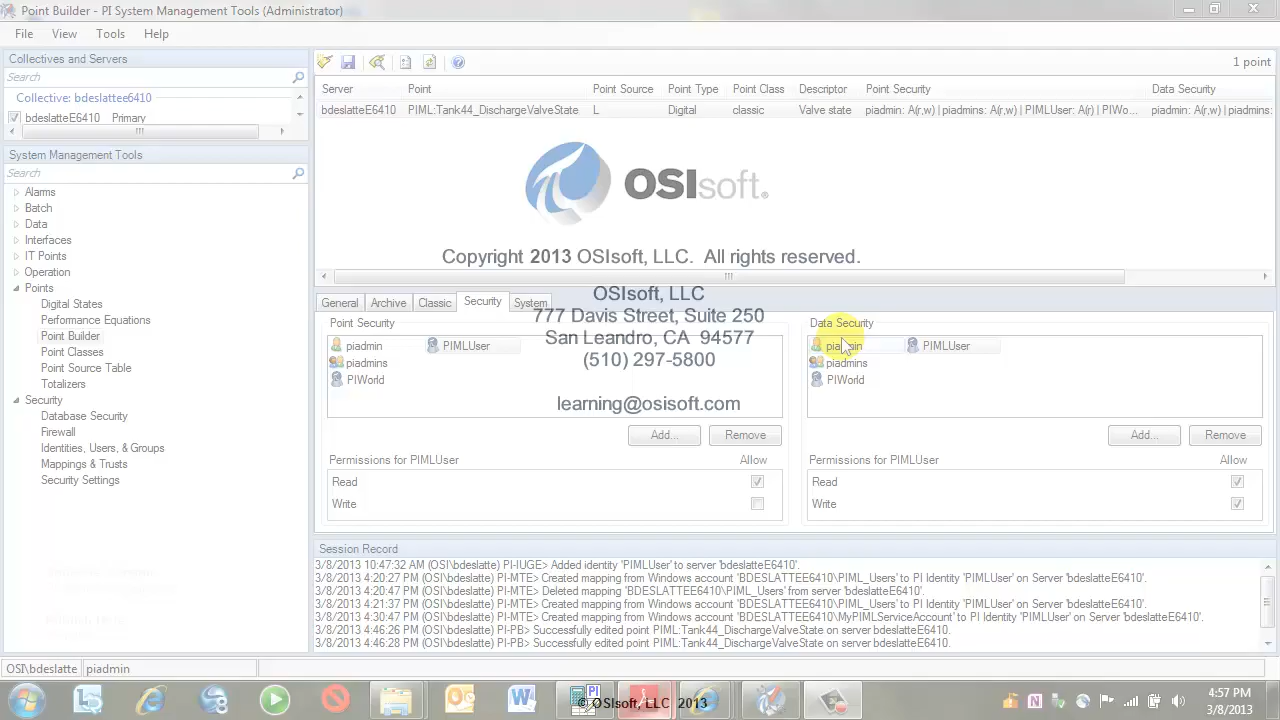 Point Builder - PI System Management Tools (Administrator)
File View Tools Help
Collectives and Servers
Search
Collective: bdeslattee6410
bdeslatteE6410 Primary
System Management Tools
Search
Alarms
Batch
Data
Interfaces
IT Points
Operation
Points
Digital States
Performance Equations
Point Builder
Point Classes
Point Source Table
Totalizers
Security
Database Security
Firewall
Identities, Users, & Groups
Mappings & Trusts
Security Settings
1 point
Server Point Point Source Point Type Point Class Descriptor Point Security Data Security
bdeslatteE6410 PIML:Tank44_DischargeValveState L Digital classic Valve state piadmin: A(r,w) | piadmins: A(r,w) | PIMLUser: A(r) | PIWo... piadmin: A(r,w) | piadmins:
OSIsoft.
Copyright 2013 OSIsoft, LLC. All rights reserved.
OSIsoft, LLC
777 Davis Street, Suite 250
San Leandro, CA 94577
(510) 297-5800
learning@osisoft.com
General Archive Classic Security System
Point Security
piadmin PIMLUser
piadmins
PIWorld
Add... Remove
Permissions for PIMLUser Allow
Read
Write
Data Security
piadmin PIMLUser
piadmins
PIWorld
Add... Remove
Permissions for PIMLUser Allow
Read
Write
Session Record
3/8/2013 10:47:32 AM (OSI\bdeslatte) PI-IUGE> Added identity 'PIMLUser' to server 'bdeslatteE6410'.
3/8/2013 4:20:27 PM (OSI\bdeslatte) PI-MTE> Created mapping from Windows account 'BDESLATTEE6410\PIML_Users' to PI Identity 'PIMLUser' on Server 'bdeslatteE6410'.
3/8/2013 4:20:47 PM (OSI\bdeslatte) PI-MTE> Deleted mapping 'BDESLATTEE6410\PIML_Users' from server 'bdeslatteE6410'.
3/8/2013 4:21:37 PM (OSI\bdeslatte) PI-MTE> Created mapping from Windows account 'BDESLATTEE6410\PIML_Users' to PI Identity 'PIMLUser' on Server 'bdeslatteE6410'.
3/8/2013 4:30:47 PM (OSI\bdeslatte) PI-MTE> Created mapping from Windows account 'BDESLATTEE6410\MyPIMLServiceAccount' to PI Identity 'PIMLUser' on Server 'bdeslatteE6410'.
3/8/2013 4:46:26 PM (OSI\bdeslatte) PI-PB> Successfully edited point PIML:Tank44_DischargeValveState on server bdeslatteE6410.
3/8/2013 4:46:28 PM (OSI\bdeslatte) PI-PB> Successfully edited point PIML:Tank44_DischargeValveState on server bdeslatteE6410.
OSI\bdeslatte piadmin
PI
© OSIsoft, LLC 2013
4:57 PM
3/8/2013